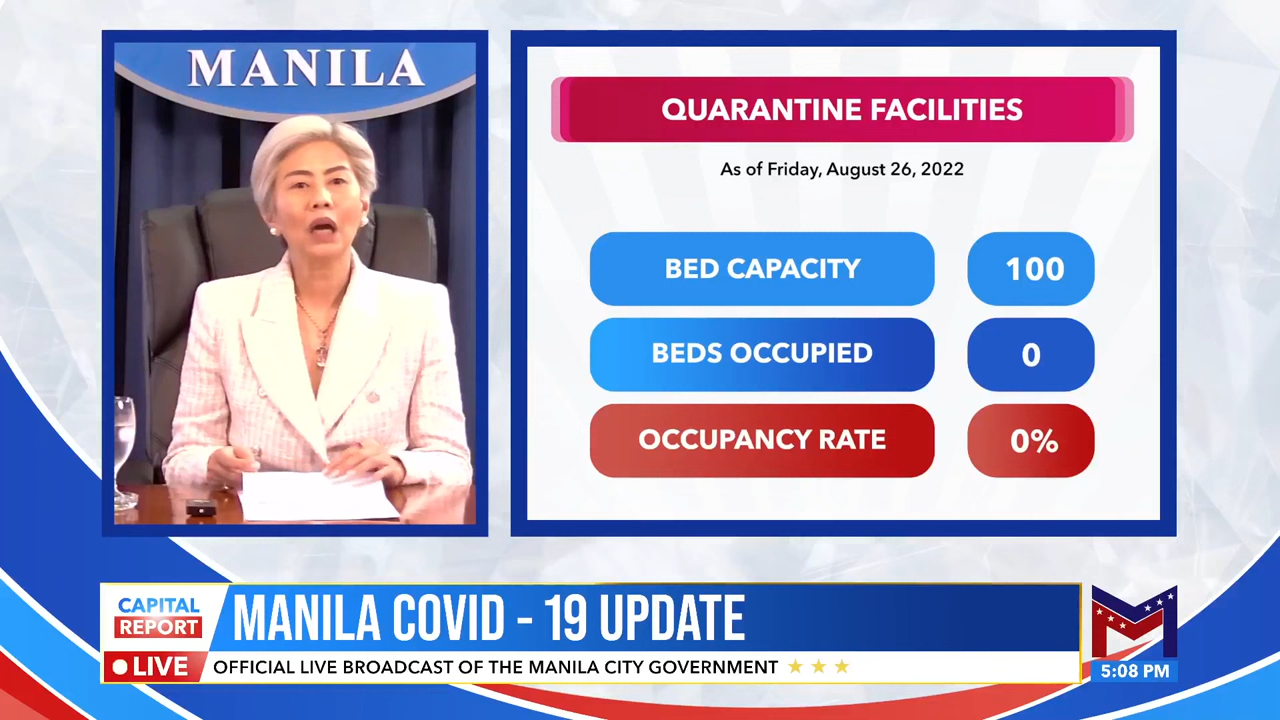 MANILA
QUARANTINE FACILITIES
As of Friday, August 26, 2022
BED CAPACITY 100
BEDS OCCUPIED 0
OCCUPANCY RATE 0%
CAPITAL
REPORT
MANILA COVID - 19 UPDATE
LIVE
OFFICIAL LIVE BROADCAST OF THE MANILA CITY GOVERNMENT
M
5:08 PM